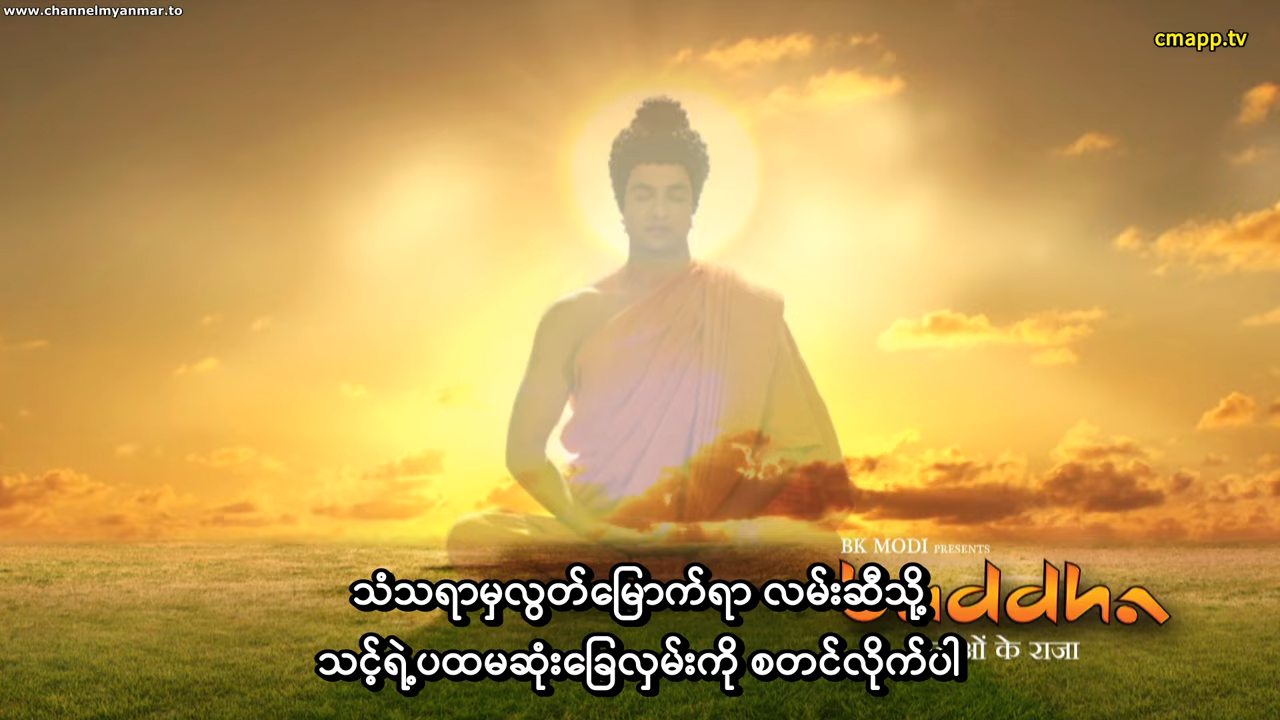 www.channelmyanmar.to
cmapp.tv
BK MODI PRESENTS
buddha
ओं के राजा
သံသရာမှလွတ်မြောက်ရာ လမ်းဆီသို့
သင့်ရဲ့ပထမဆုံးခြေလှမ်းကို စတင်လိုက်ပါ